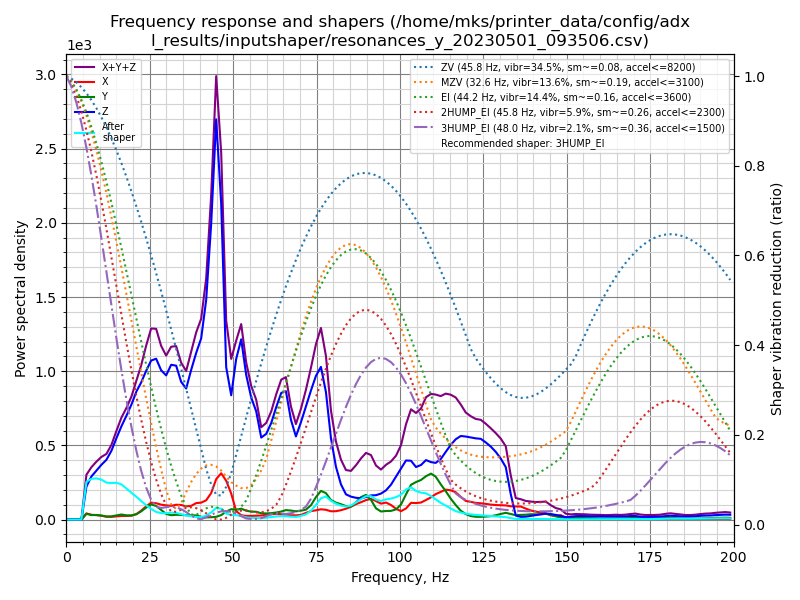 Frequency response and shapers (/home/mks/printer_data/config/adx
l_results/inputshaper/resonances_y_20230501_093506.csv)
1e3
X+Y+Z
X
Y
Z
After
shaper
ZV (45.8 Hz, vibr=34.5%, sm~=0.08, accel<=8200)
MZV (32.6 Hz, vibr=13.6%, sm~=0.19, accel<=3100)
EI (44.2 Hz, vibr=14.4%, sm~=0.16, accel<=3600)
2HUMP_EI (45.8 Hz, vibr=5.9%, sm~=0.26, accel<=2300)
3HUMP_EI (48.0 Hz, vibr=2.1%, sm~=0.36, accel<=1500)
Recommended shaper: 3HUMP_EI
Power spectral density
3.0
2.5
2.0
1.5
1.0
0.5
0.0
1.0
0.8
0.6
0.4
0.2
0.0
Shaper vibration reduction (ratio)
0 25 50 75 100 125 150 175 200
Frequency, Hz